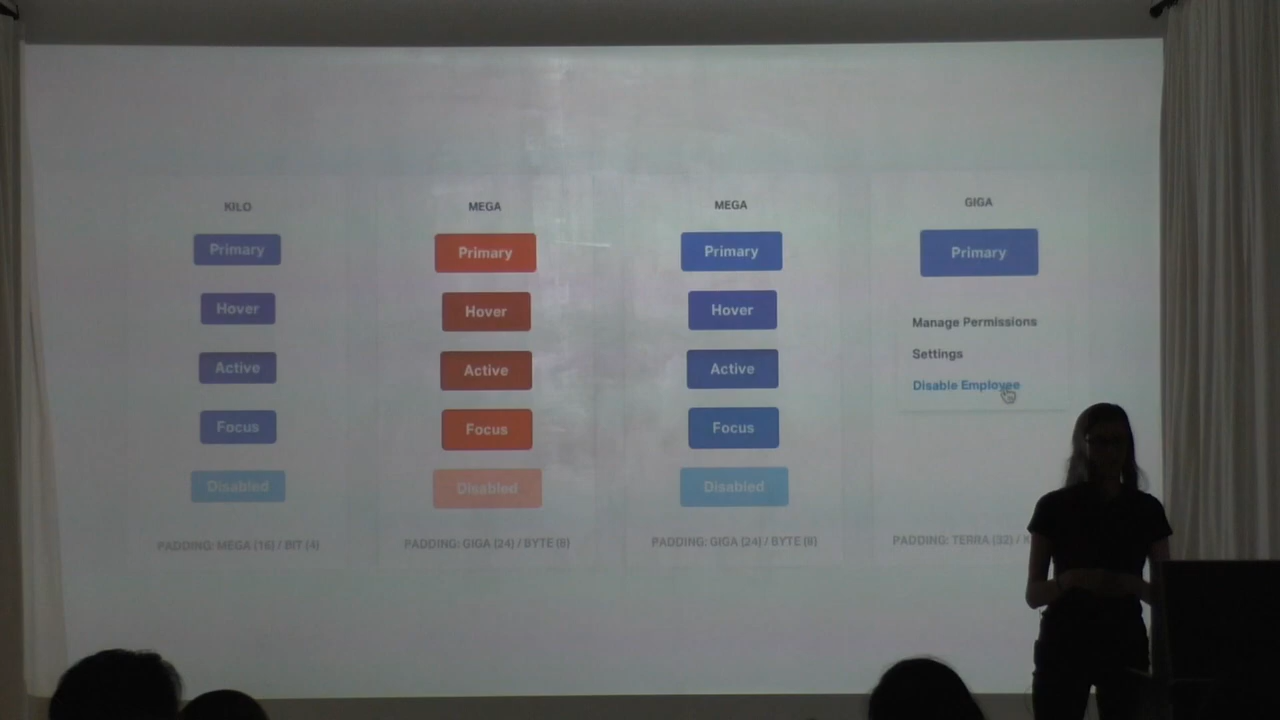 KILO
Primary
Hover
Active
Focus
Disabled
PADDING: MEGA (16) / BIT (4)
MEGA
Primary
Hover
Active
Focus
Disabled
PADDING: GIGA (24) / BYTE (8)
MEGA
Primary
Hover
Active
Focus
Disabled
PADDING: GIGA (24) / BYTE (8)
GIGA
Primary
Manage Permissions
Settings
Disable Employee
PADDING: TERRA (32) /